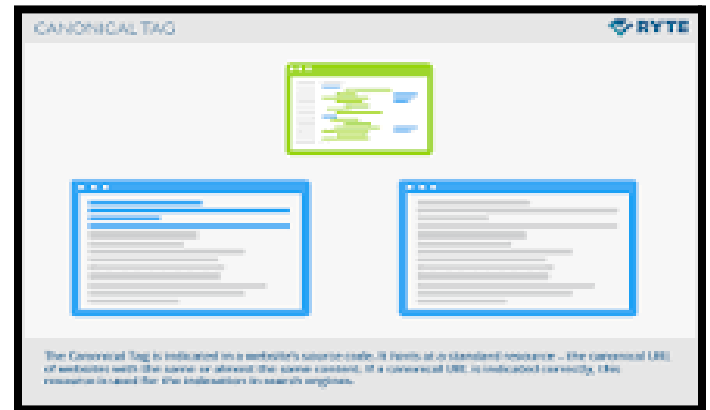 CANONICAL TAG
RYTE
The Canonical Tag is indicated in a website's source code. It hints at a standard resource – the canonical URL
of websites with the same or almost the same content. If a canonical URL is indicated correctly, this
resource is used for the indexation in search engines.